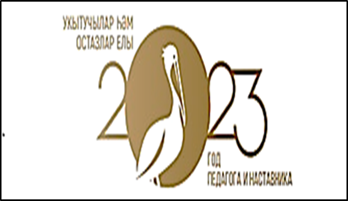 УКЫТУЧЫЛАР ҺӘМ
ОСТАЗЛАР ЕЛЫ
2023
ГОД
ПЕДАГОГА И НАСТАВНИКА